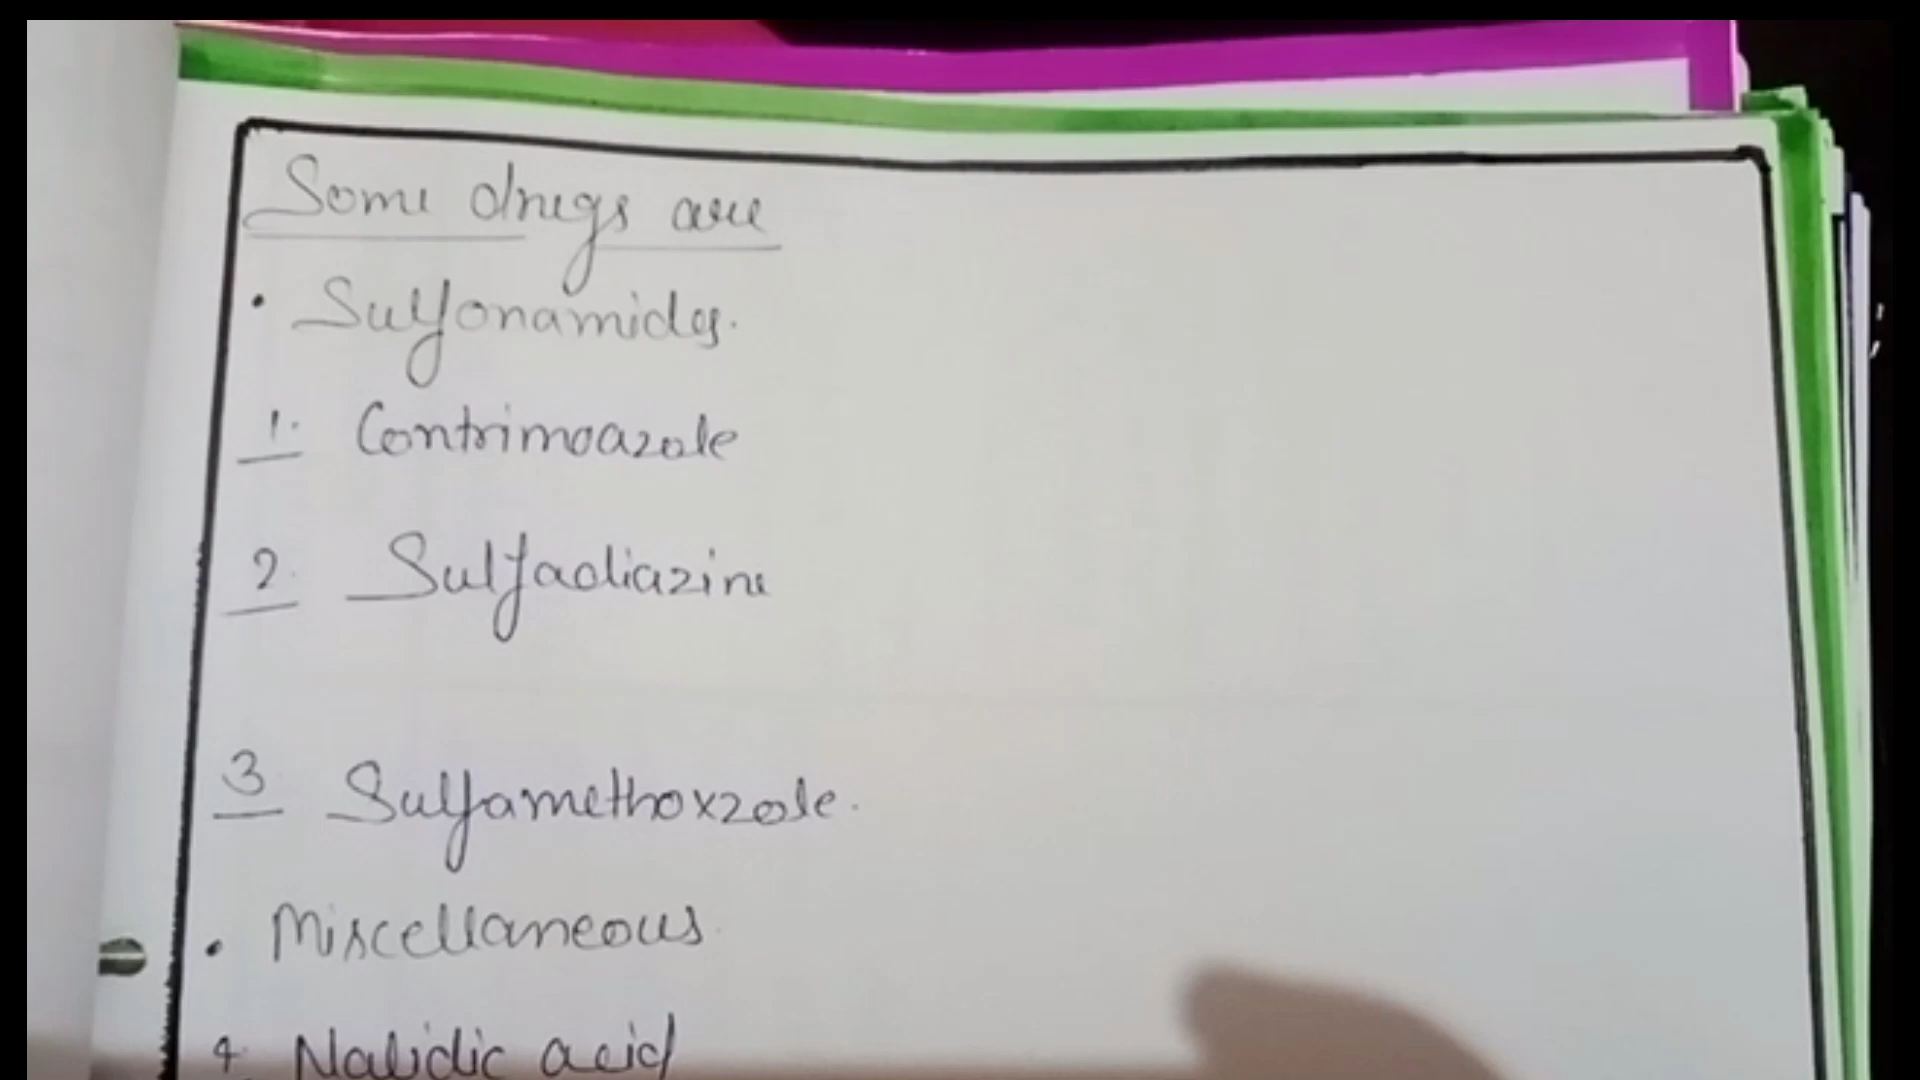 Some drugs are
• Sulfonamides.
1. Contrimoazole
2. Sulfadiazine
3 Sulfamethoxzole.
• Miscellaneous
4. Nalidic acid